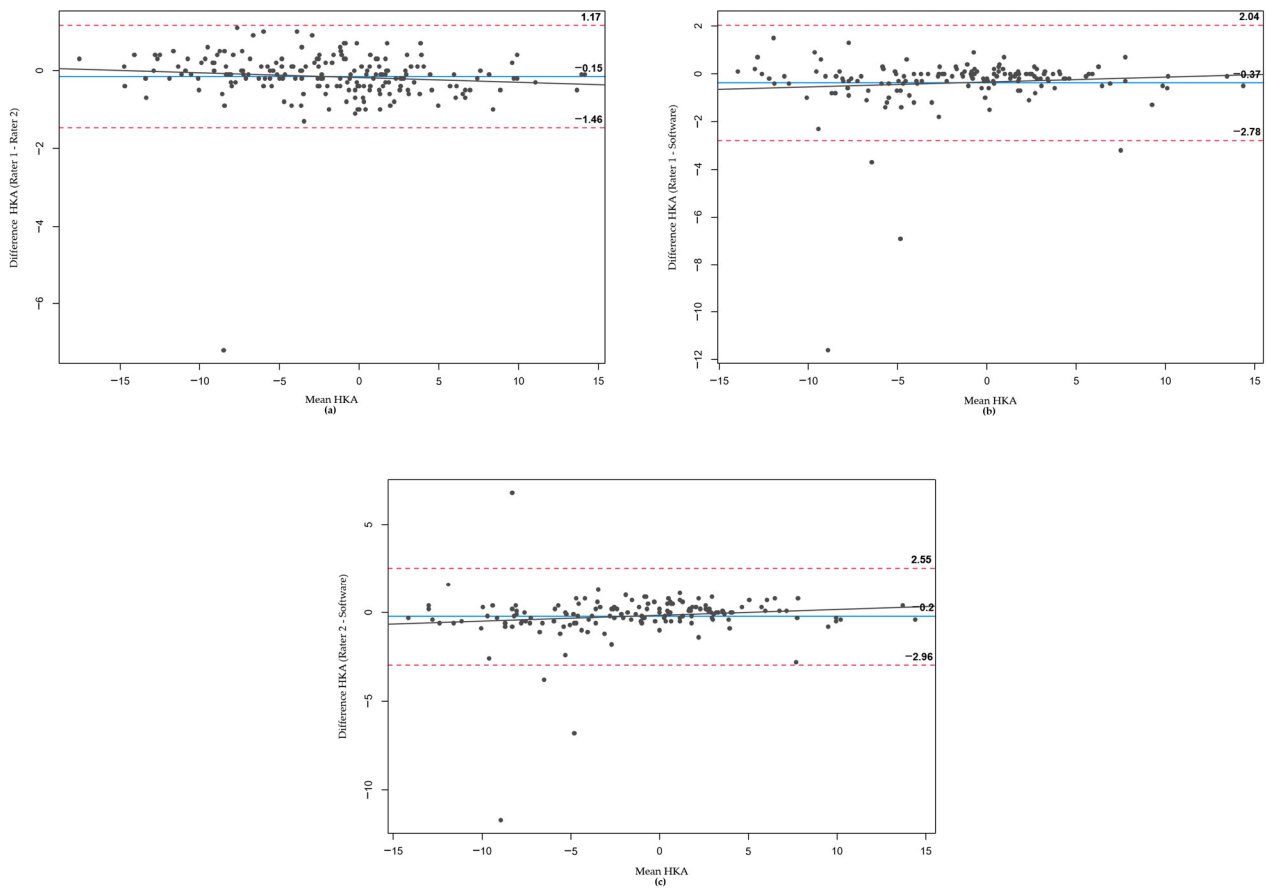 1.17
−0.15
−1.46
0
−2
−4
−6
Difference HKA (Rater 1 - Rater 2)
−15 −10 −5 0 5 10 15
Mean HKA
(a)
2.04
−0.37
−2.78
2
0
−2
−4
−6
−8
−10
−12
Difference HKA (Rater 1 - Software)
−15 −10 −5 0 5 10 15
Mean HKA
(b)
2.55
−0.2
−2.96
5
0
−5
−10
Difference HKA (Rater 2 - Software)
−15 −10 −5 0 5 10 15
Mean HKA
(c)